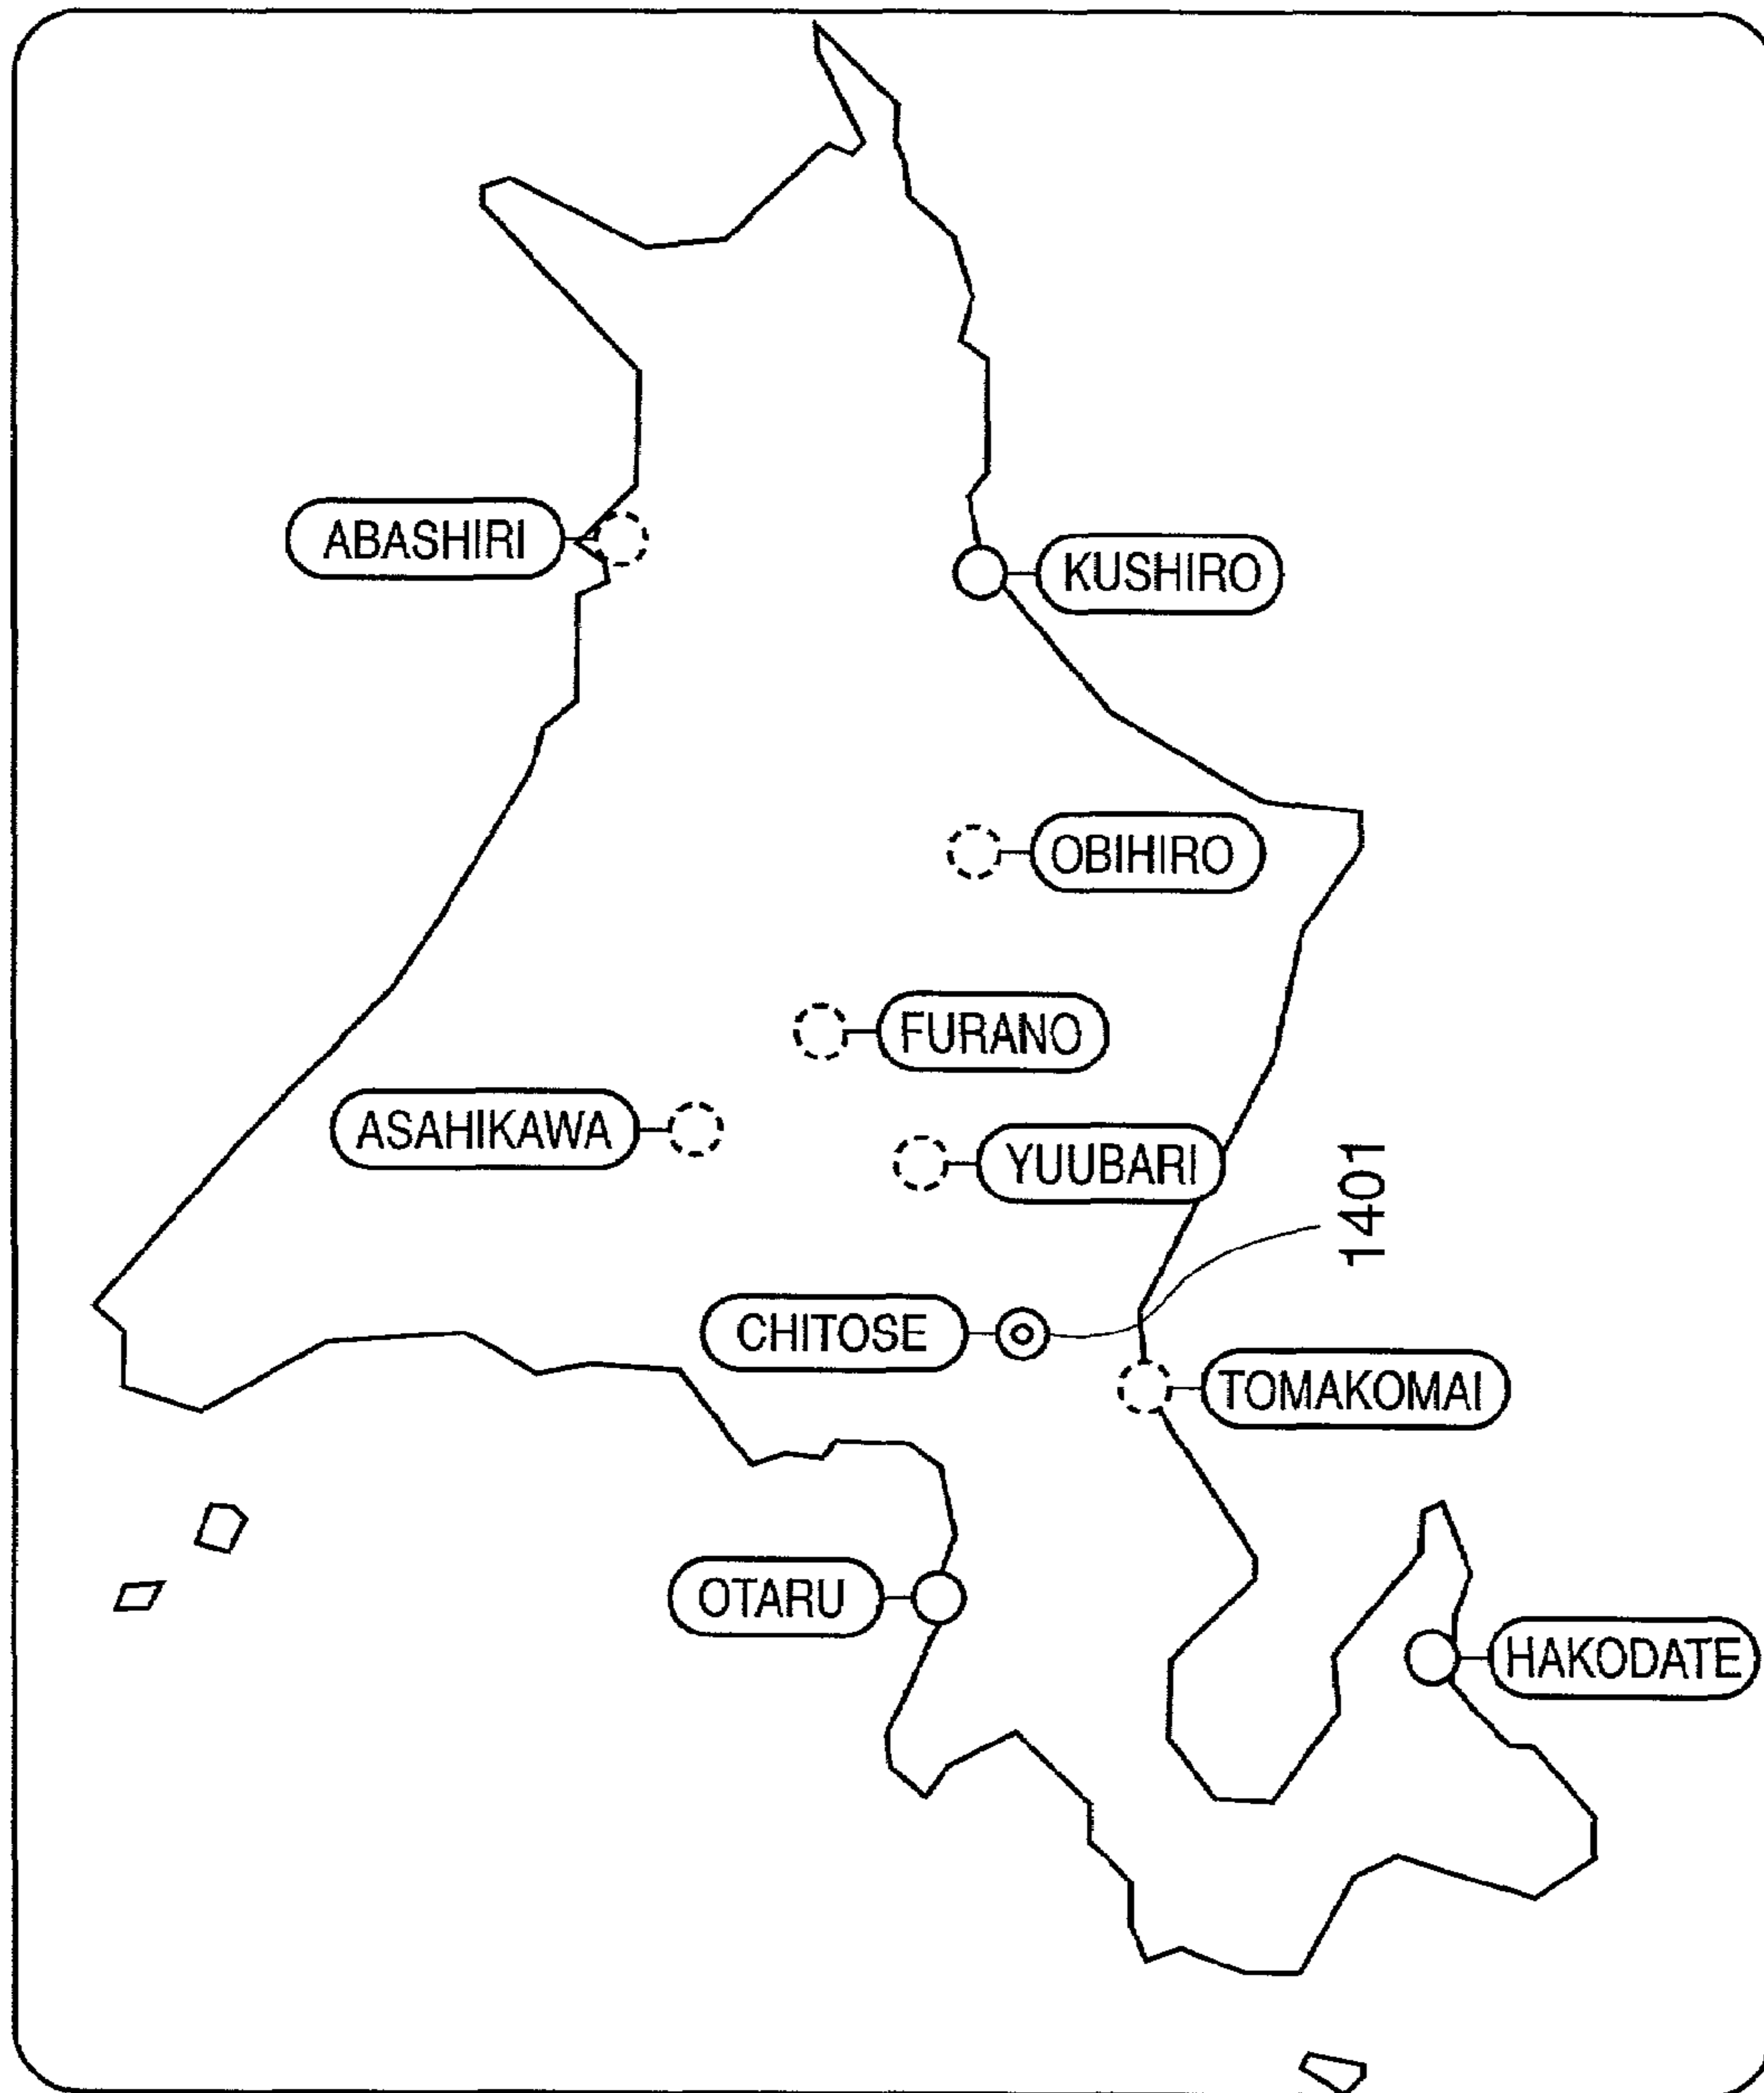 ABASHIRI
KUSHIRO
OBIHIRO
FURANO
ASAHIKAWA
YUUBARI
1401
CHITOSE
TOMAKOMAI
OTARU
HAKODATE